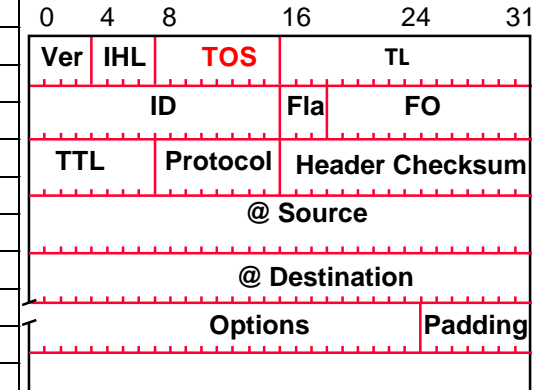 0 4 8 16 24 31
Ver IHL TOS TL
ID Fla FO
TTL Protocol Header Checksum
@ Source
@ Destination
Options Padding